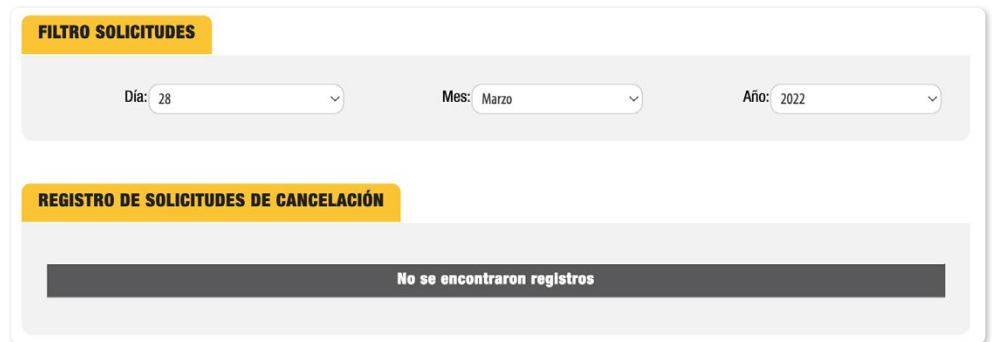 FILTRO SOLICITUDES
Día: 28 Mes: Marzo Año: 2022
REGISTRO DE SOLICITUDES DE CANCELACIÓN
No se encontraron registros